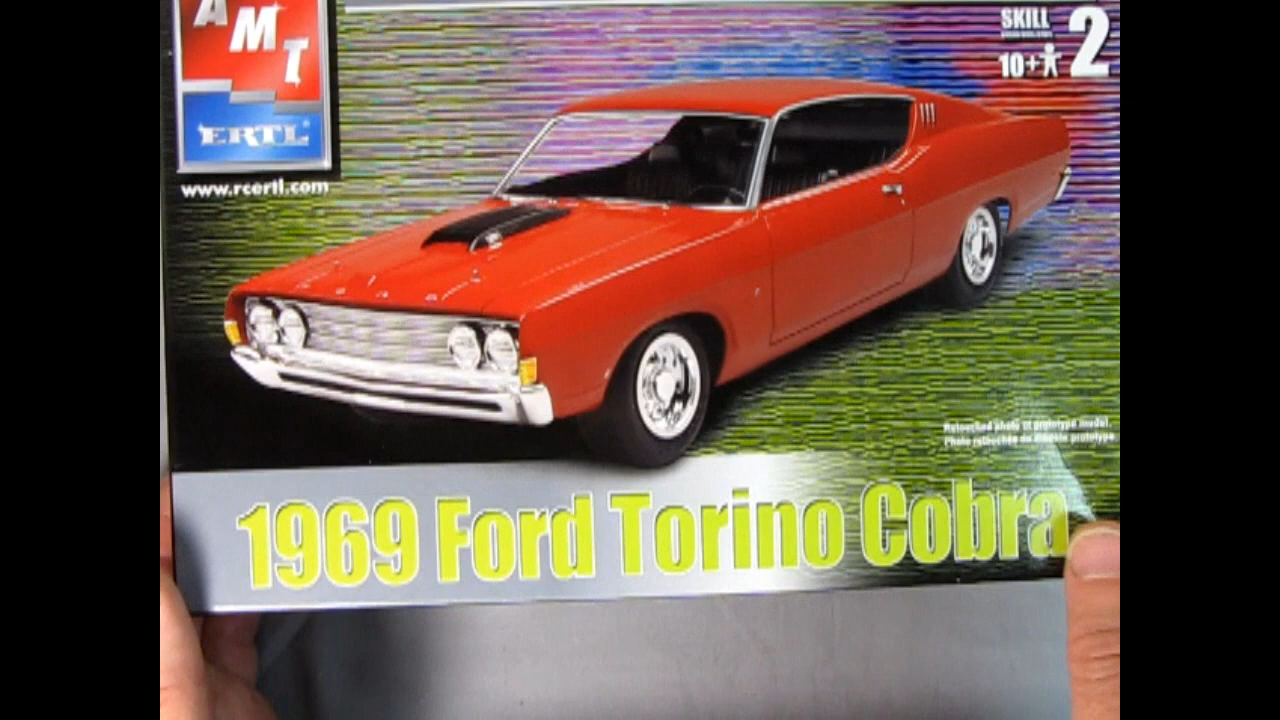 AMT
ERTL®
www.rcertl.com
SKILL
2
10+
Retouched photo of prototype model.
Photo retouchée du modèle prototype
1969 Ford Torino Cobra